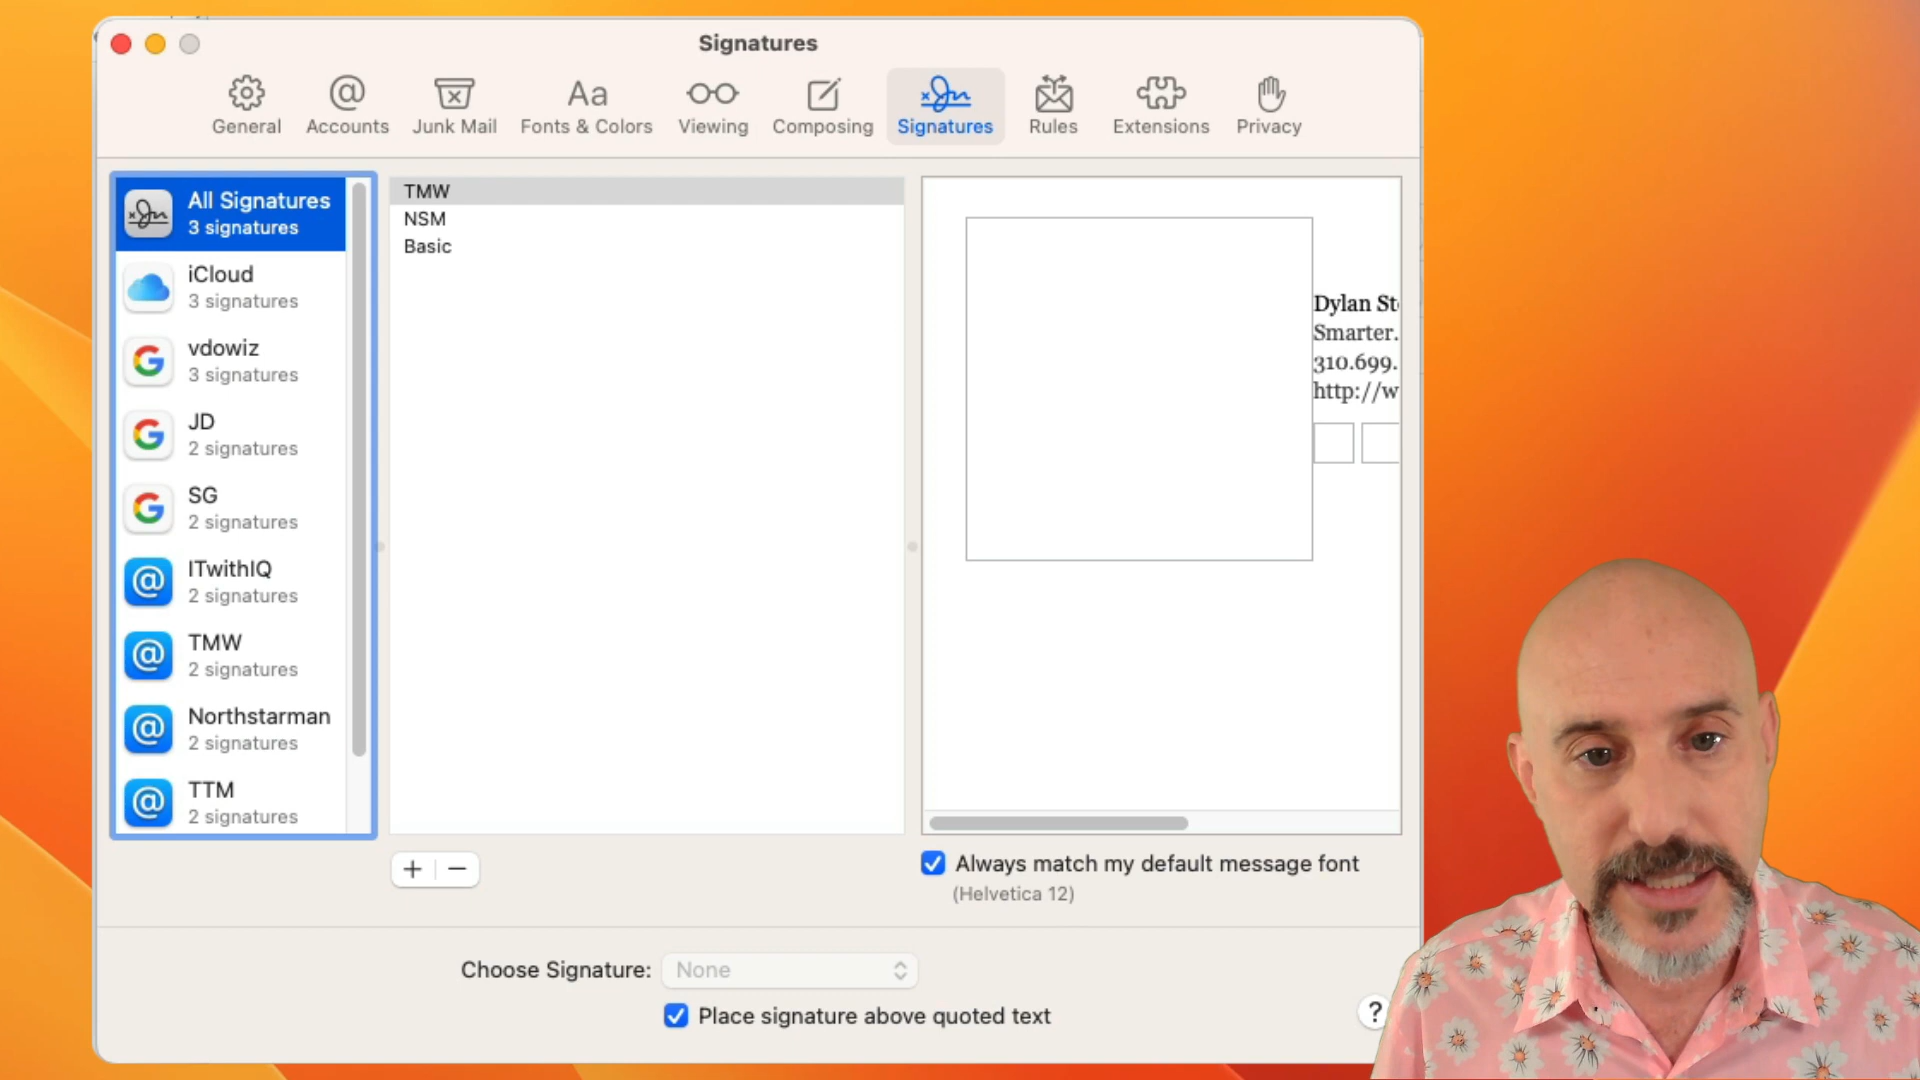 Signatures
General
Accounts
Junk Mail
Aa
Fonts & Colors
Viewing
Composing
Signatures
Rules
Extensions
Privacy
All Signatures
3 signatures
iCloud
3 signatures
vdowiz
3 signatures
JD
2 signatures
SG
2 signatures
ITwithIQ
2 signatures
TMW
2 signatures
Northstarman
2 signatures
TTM
2 signatures
TMW
NSM
Basic
Dylan St
Smarter.
310.699.
http://w
Always match my default message font
(Helvetica 12)
Choose Signature: None
Place signature above quoted text
?